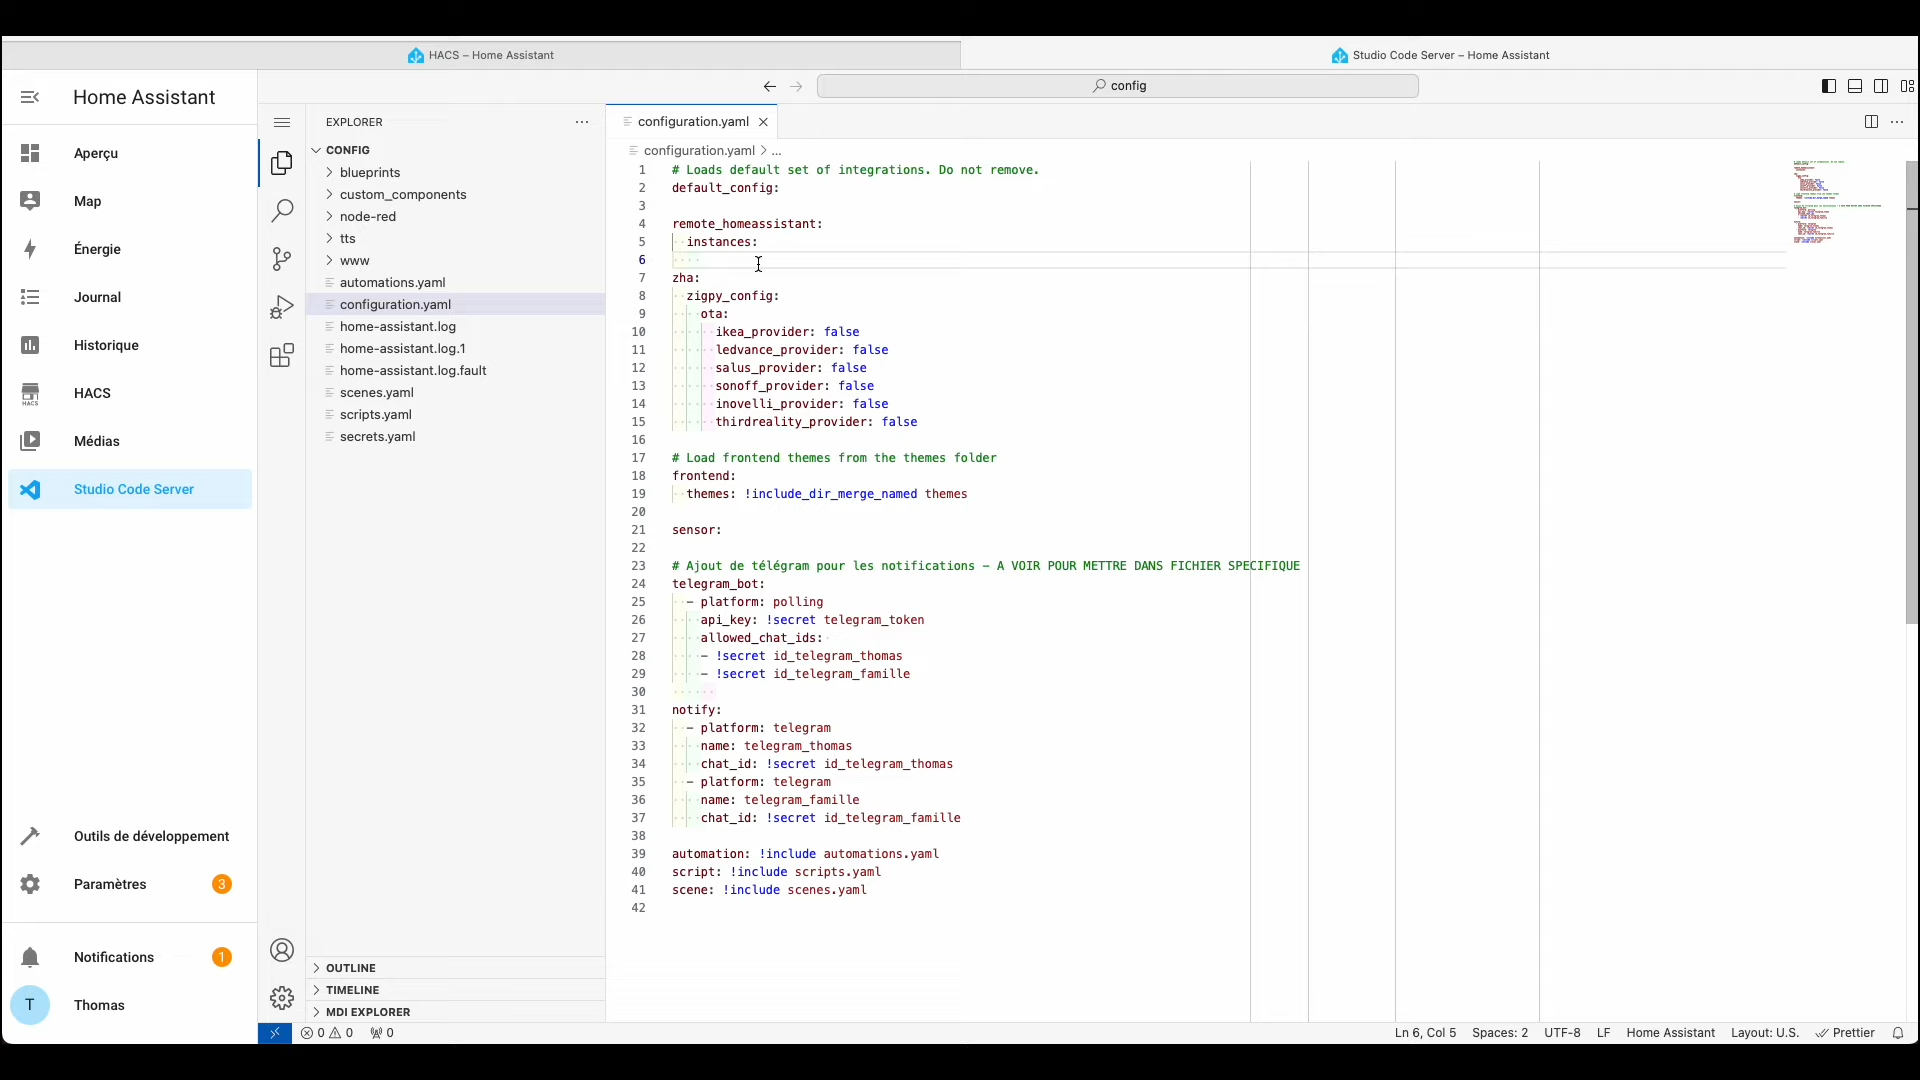 HACS – Home Assistant
Studio Code Server – Home Assistant
Home Assistant
config
Aperçu
Map
Énergie
Journal
Historique
HACS
HACS
Médias
Studio Code Server
Outils de développement
Paramètres
3
Notifications
1
T
Thomas
EXPLORER
CONFIG
blueprints
custom_components
node-red
tts
www
automations.yaml
configuration.yaml
home-assistant.log
home-assistant.log.1
home-assistant.log.fault
scenes.yaml
scripts.yaml
secrets.yaml
OUTLINE
TIMELINE
MDI EXPLORER
configuration.yaml
configuration.yaml > ...
1 # Loads default set of integrations. Do not remove.
2 default_config:
3
4 remote_homeassistant:
5   instances:
6
7 zha:
8   zigpy_config:
9     ota:
10       ikea_provider: false
11       ledvance_provider: false
12       salus_provider: false
13       sonoff_provider: false
14       inovelli_provider: false
15       thirdreality_provider: false
16
17 # Load frontend themes from the themes folder
18 frontend:
19   themes: !include_dir_merge_named themes
20
21 sensor:
22
23 # Ajout de télégram pour les notifications – A VOIR POUR METTRE DANS FICHIER SPECIFIQUE
24 telegram_bot:
25   - platform: polling
26     api_key: !secret telegram_token
27     allowed_chat_ids:
28     - !secret id_telegram_thomas
29     - !secret id_telegram_famille
30
31 notify:
32   - platform: telegram
33     name: telegram_thomas
34     chat_id: !secret id_telegram_thomas
35   - platform: telegram
36     name: telegram_famille
37     chat_id: !secret id_telegram_famille
38
39 automation: !include automations.yaml
40 script: !include scripts.yaml
41 scene: !include scenes.yaml
42
0 0 0
Ln 6, Col 5 Spaces: 2 UTF-8 LF Home Assistant Layout: U.S. Prettier